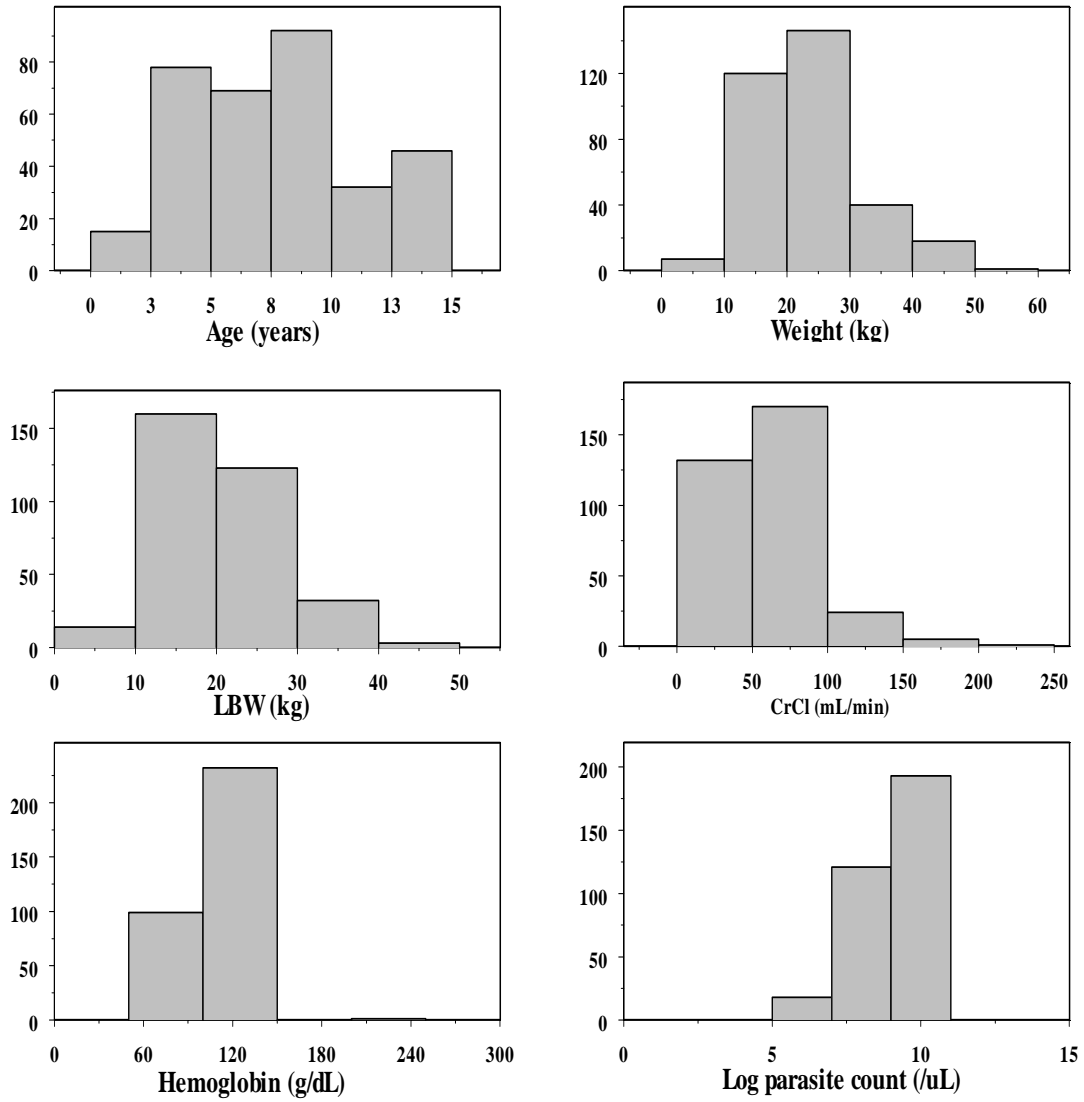 80
60
40
20
0
0 3 5 8 10 13 15
Age (years)
120
80
40
0
0 10 20 30 40 50 60
Weight (kg)
150
100
50
0
0 10 20 30 40 50
LBW (kg)
150
100
50
0
0 50 100 150 200 250
CrCl (mL/min)
200
150
100
50
0
0 60 120 180 240 300
Hemoglobin (g/dL)
200
150
100
50
0
0 5 10 15
Log parasite count (/uL)